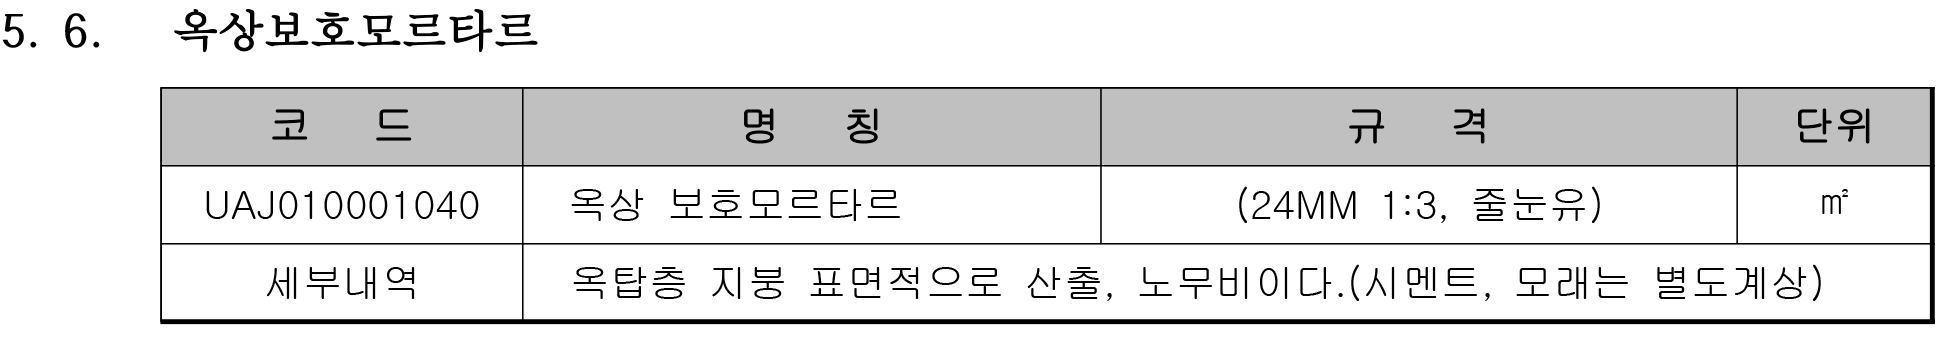 5. 6. 옥상보호모르타르
코 드 명 칭 규 격 단위
UAJ010001040 옥상 보호모르타르 (24MM 1:3, 줄눈유) ㎡
세부내역 옥탑층 지붕 표면적으로 산출, 노무비이다.(시멘트, 모래는 별도계상)